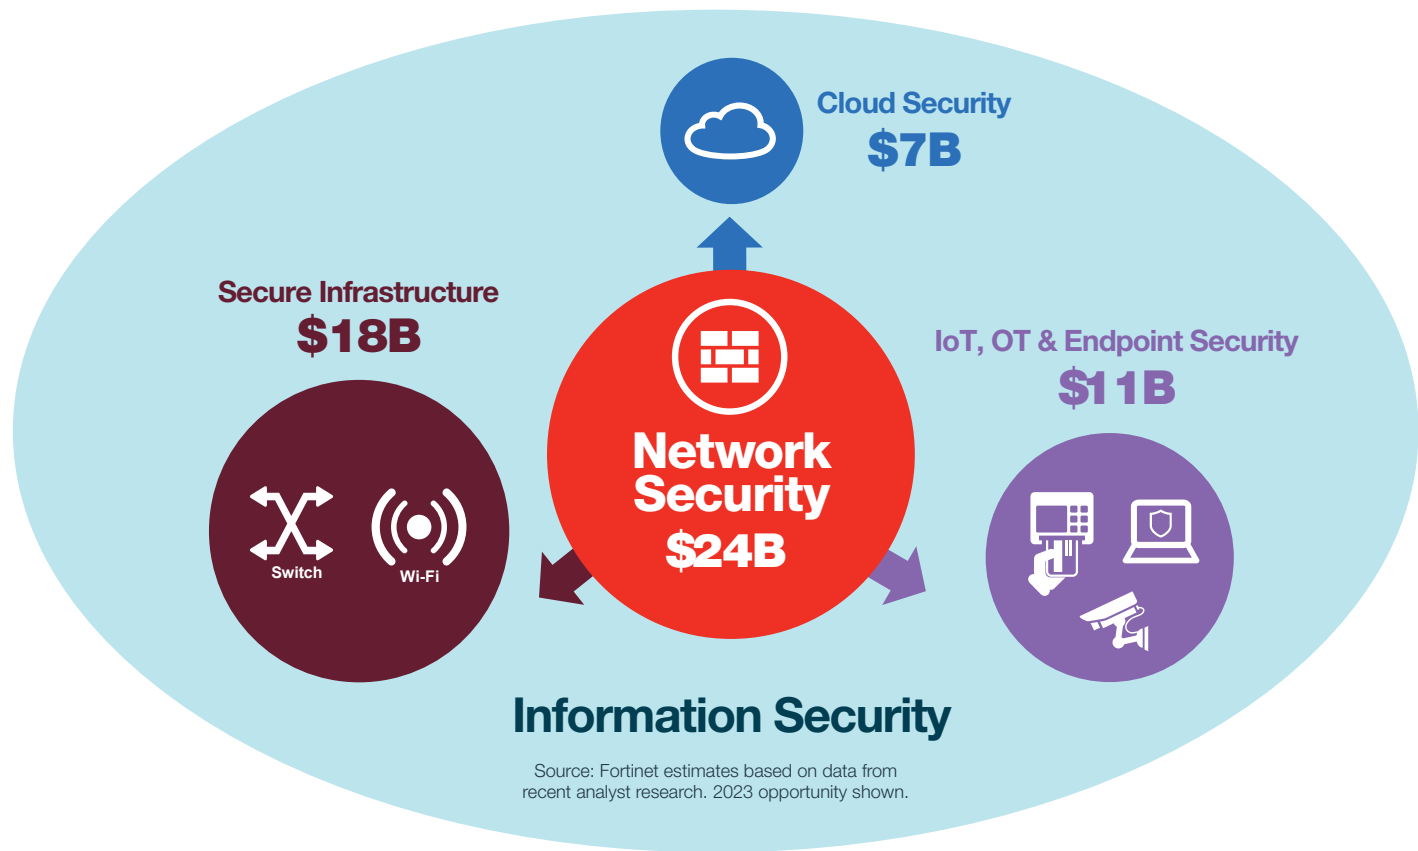 Cloud Security
$7B
Secure Infrastructure
$18B
IoT, OT & Endpoint Security
$11B
Network
Security
$24B
Switch
Wi-Fi
Information Security
Source: Fortinet estimates based on data from
recent analyst research. 2023 opportunity shown.